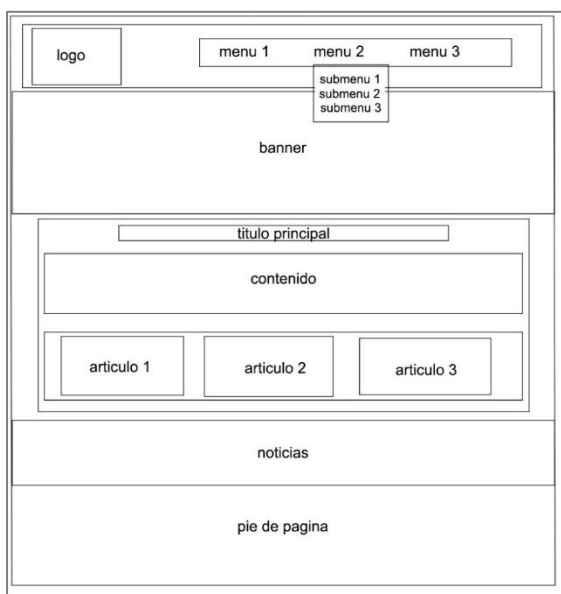 logo
menu 1 menu 2 menu 3
submenu 1
submenu 2
submenu 3
banner
titulo principal
contenido
articulo 1 articulo 2 articulo 3
noticias
pie de pagina